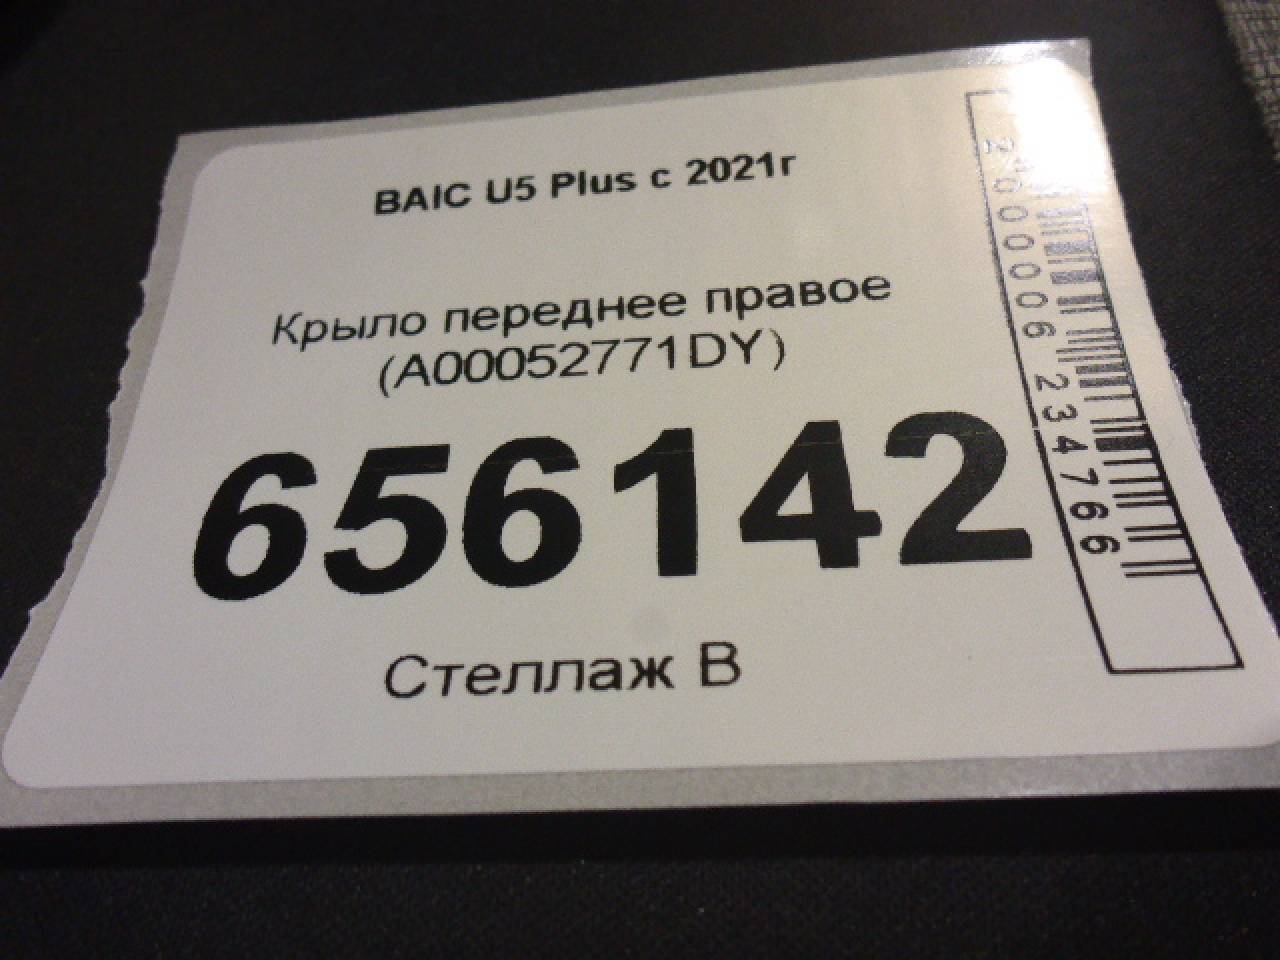 BAIC U5 Plus с 2021г
Крыло переднее правое
(A00052771DY)
656142
Стеллаж В
2000006234766